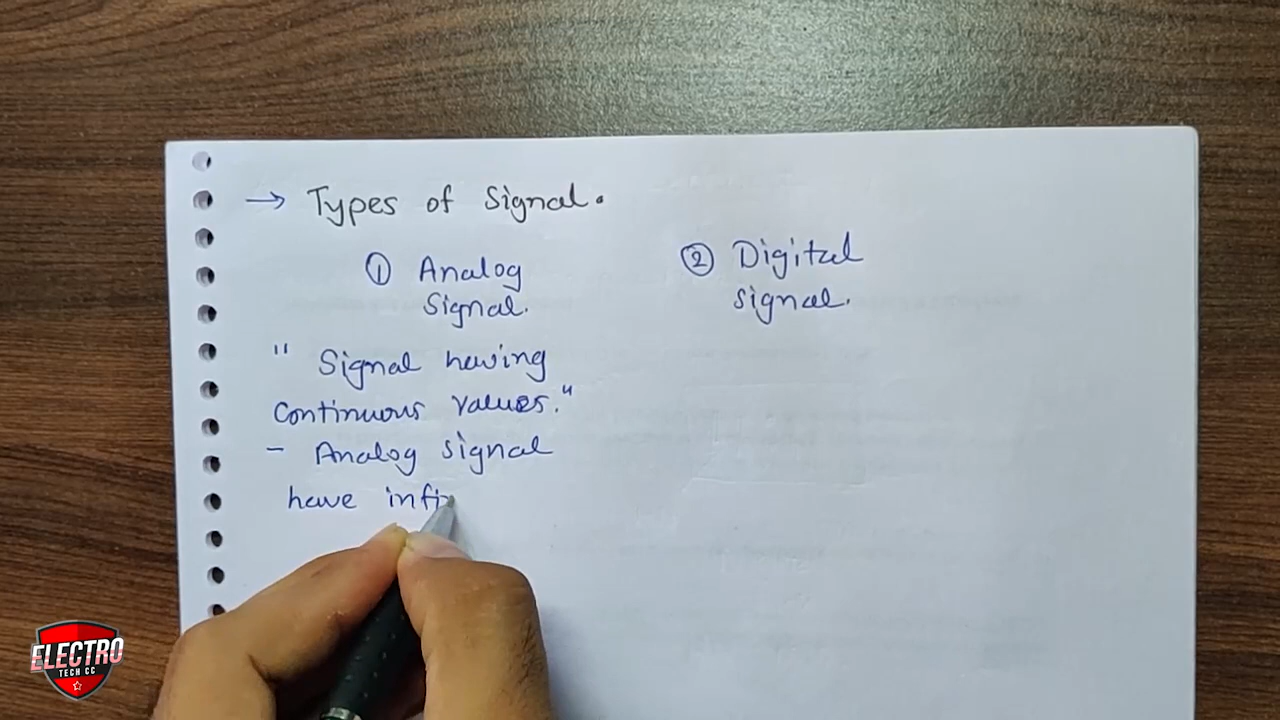 → Types of Signal.
① Analog
Signal.
② Digital
signal.
" Signal having
continuous values."
- Analog signal
have infi
ELECTRO
TECH CC